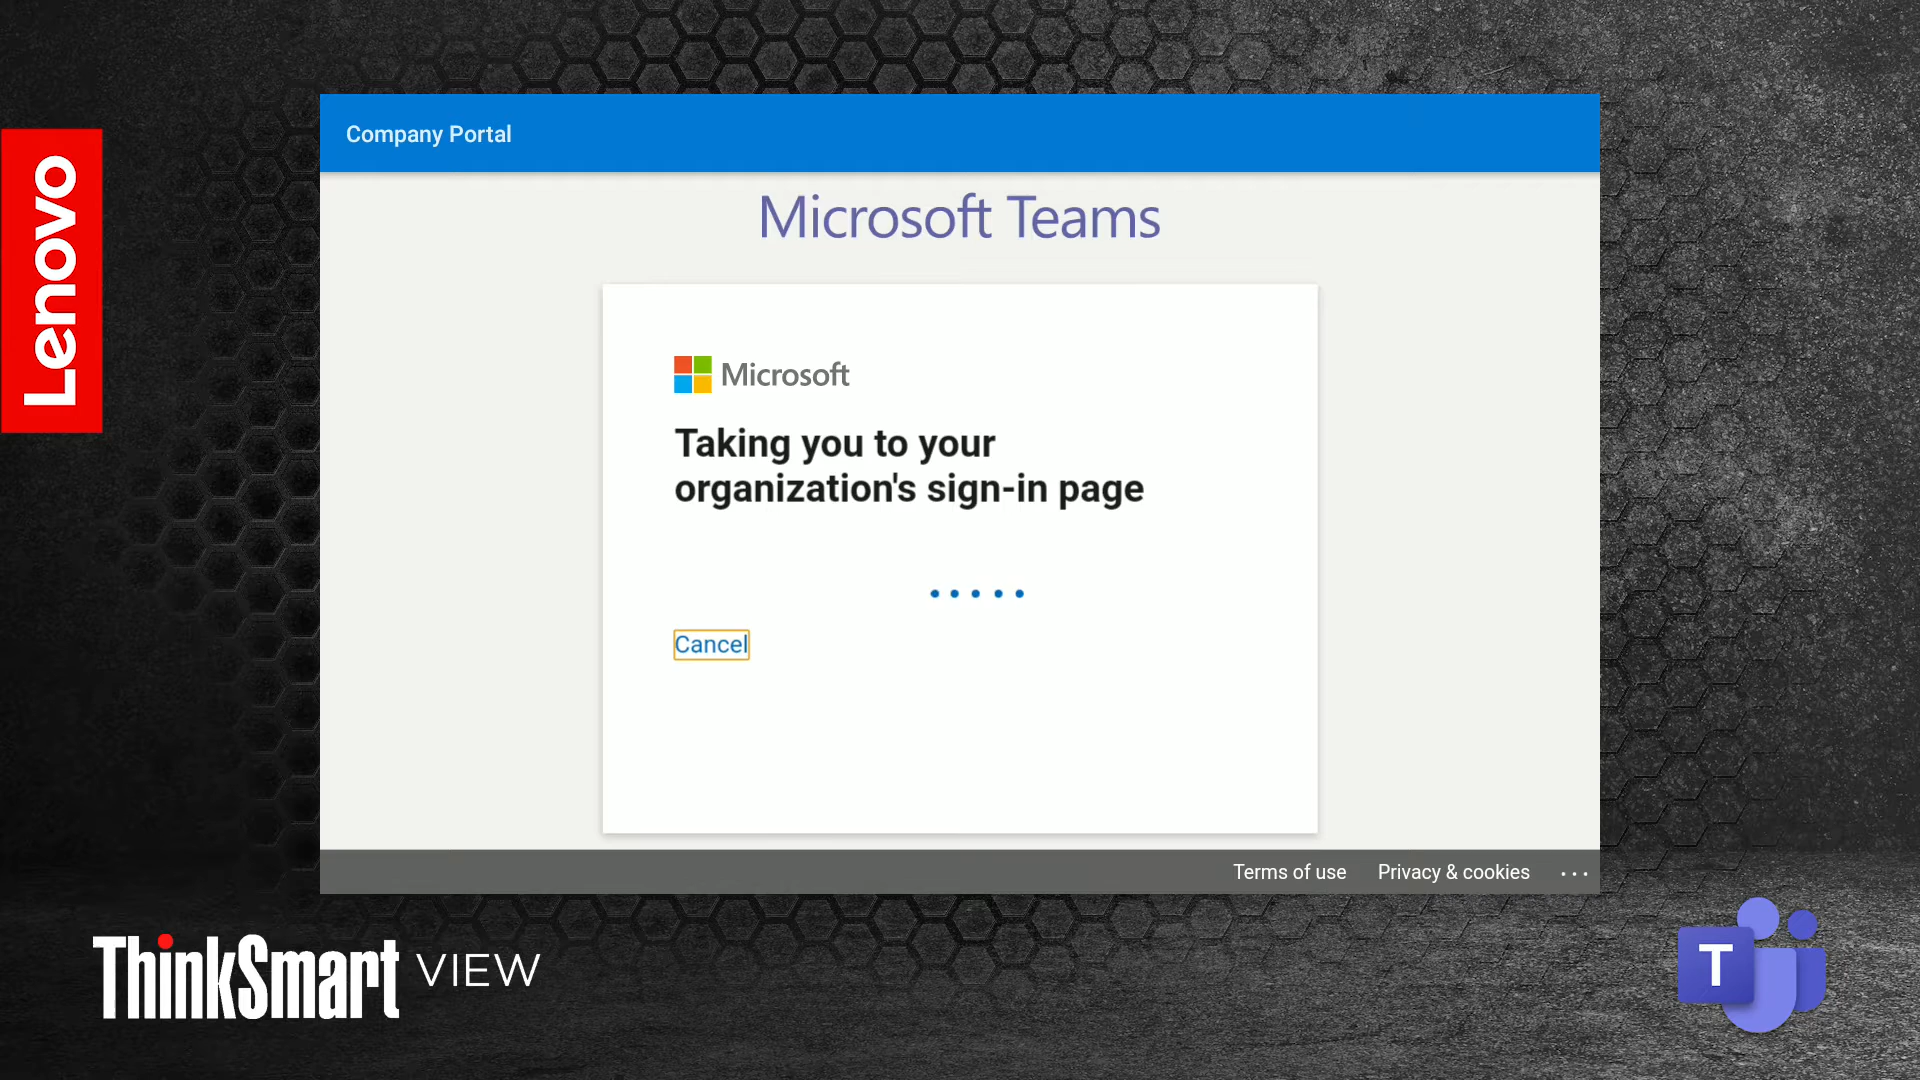 Lenovo
Company Portal
Microsoft Teams
Microsoft
Taking you to your
organization's sign-in page
Cancel
Terms of use Privacy & cookies ...
ThinkSmart VIEW
T